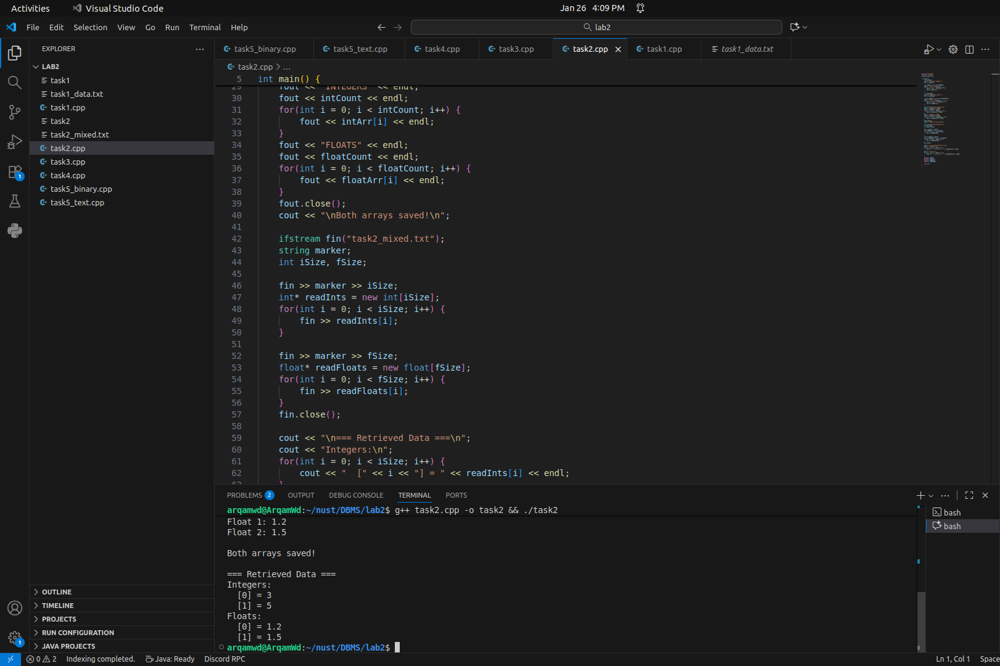 Activities
Visual Studio Code
Jan 26 4:09 PM
File Edit Selection View Go Run Terminal Help
lab2
EXPLORER
LAB2
task1
task1_data.txt
task1.cpp
task2
task2_mixed.txt
task2.cpp
task3.cpp
task4.cpp
task5_binary.cpp
task5_text.cpp
1
OUTLINE
TIMELINE
PROJECTS
RUN CONFIGURATION
JAVA PROJECTS
1
task5_binary.cpp task5_text.cpp task4.cpp task3.cpp task2.cpp task1.cpp task1_data.txt
task2.cpp > ...
5 int main() {
29 fout << "INTEGERS" << endl;
30 fout << intCount << endl;
31 for(int i = 0; i < intCount; i++) {
32 fout << intArr[i] << endl;
33 }
34 fout << "FLOATS" << endl;
35 fout << floatCount << endl;
36 for(int i = 0; i < floatCount; i++) {
37 fout << floatArr[i] << endl;
38 }
39 fout.close();
40 cout << "\nBoth arrays saved!\n";
41
42 ifstream fin("task2_mixed.txt");
43 string marker;
44 int iSize, fSize;
45
46 fin >> marker >> iSize;
47 int* readInts = new int[iSize];
48 for(int i = 0; i < iSize; i++) {
49 fin >> readInts[i];
50 }
51
52 fin >> marker >> fSize;
53 float* readFloats = new float[fSize];
54 for(int i = 0; i < fSize; i++) {
55 fin >> readFloats[i];
56 }
57 fin.close();
58
59 cout << "\n=== Retrieved Data ===\n";
60 cout << "Integers:\n";
61 for(int i = 0; i < iSize; i++) {
62 cout << "  [" << i << "] = " << readInts[i] << endl;
63 }
PROBLEMS 2 OUTPUT DEBUG CONSOLE TERMINAL PORTS
arqamwd@ArqamWd:~/nust/DBMS/lab2$ g++ task2.cpp -o task2 && ./task2
Float 1: 1.2
Float 2: 1.5
Both arrays saved!
=== Retrieved Data ===
Integers:
[0] = 3
[1] = 5
Floats:
[0] = 1.2
[1] = 1.5
arqamwd@ArqamWd:~/nust/DBMS/lab2$
bash
bash
0 2 Indexing completed. Java: Ready Discord RPC
Ln 1, Col 1 Space